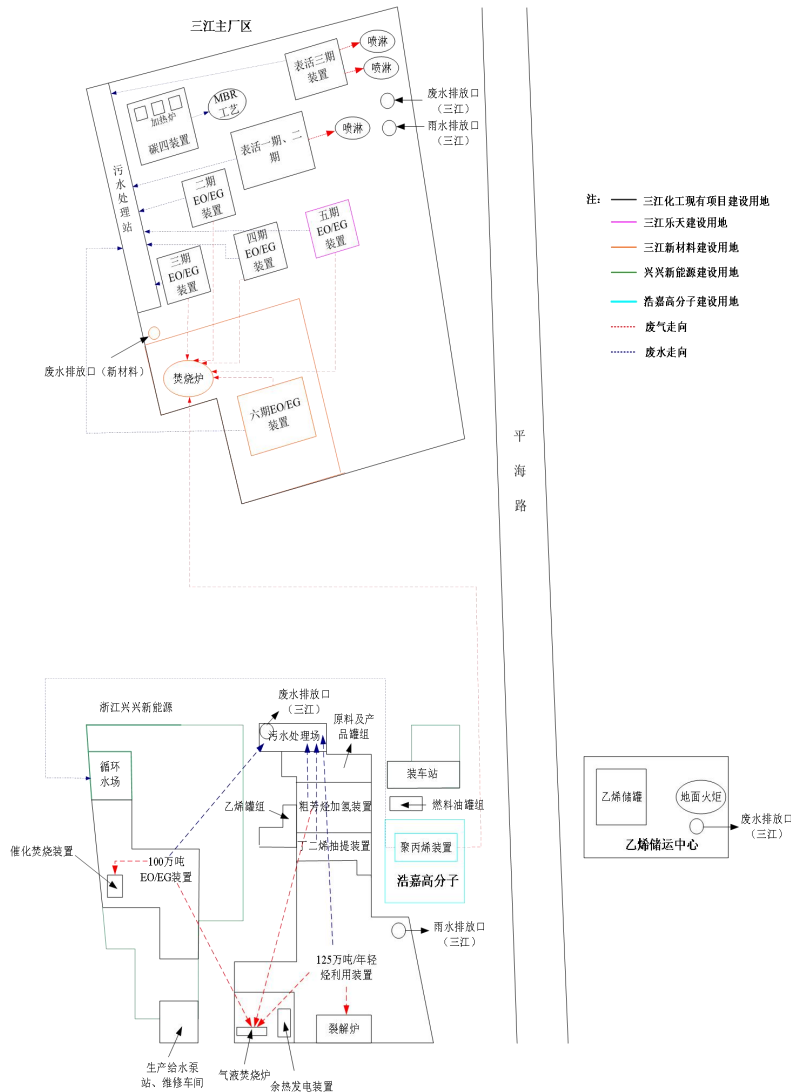 三江主厂区
喷淋
表活三期
装置
喷淋
MBR
工艺
加热炉
碳四装置
废水排放口
（三江）
雨水排放口
（三江）
喷淋
表活一期、二
期
污水处理站
二期
EO/EG
装置
五期
EO/EG
装置
四期
EO/EG
装置
三期
EO/EG
装置
注：
三江化工现有项目建设用地
三江乐天建设用地
三江新材料建设用地
兴兴新能源建设用地
浩嘉高分子建设用地
废气走向
废水走向
废水排放口（新材料）
焚烧炉
六期EO/EG
装置
平海路
浙江兴兴新能源
废水排放口
（三江）
污水处理场
原料及产
品罐组
循环
水场
装车站
乙烯罐组
粗芳烃加氢装置
燃料油罐组
丁二烯抽提装置
聚丙烯装置
浩嘉高分子
催化焚烧装置
100万吨
EO/EG装置
乙烯储罐
地面火炬
乙烯储运中心
废水排放口
（三江）
雨水排放口
（三江）
125万吨/年轻
烃利用装置
裂解炉
生产给水泵
站、维修车间
气液焚烧炉
余热发电装置